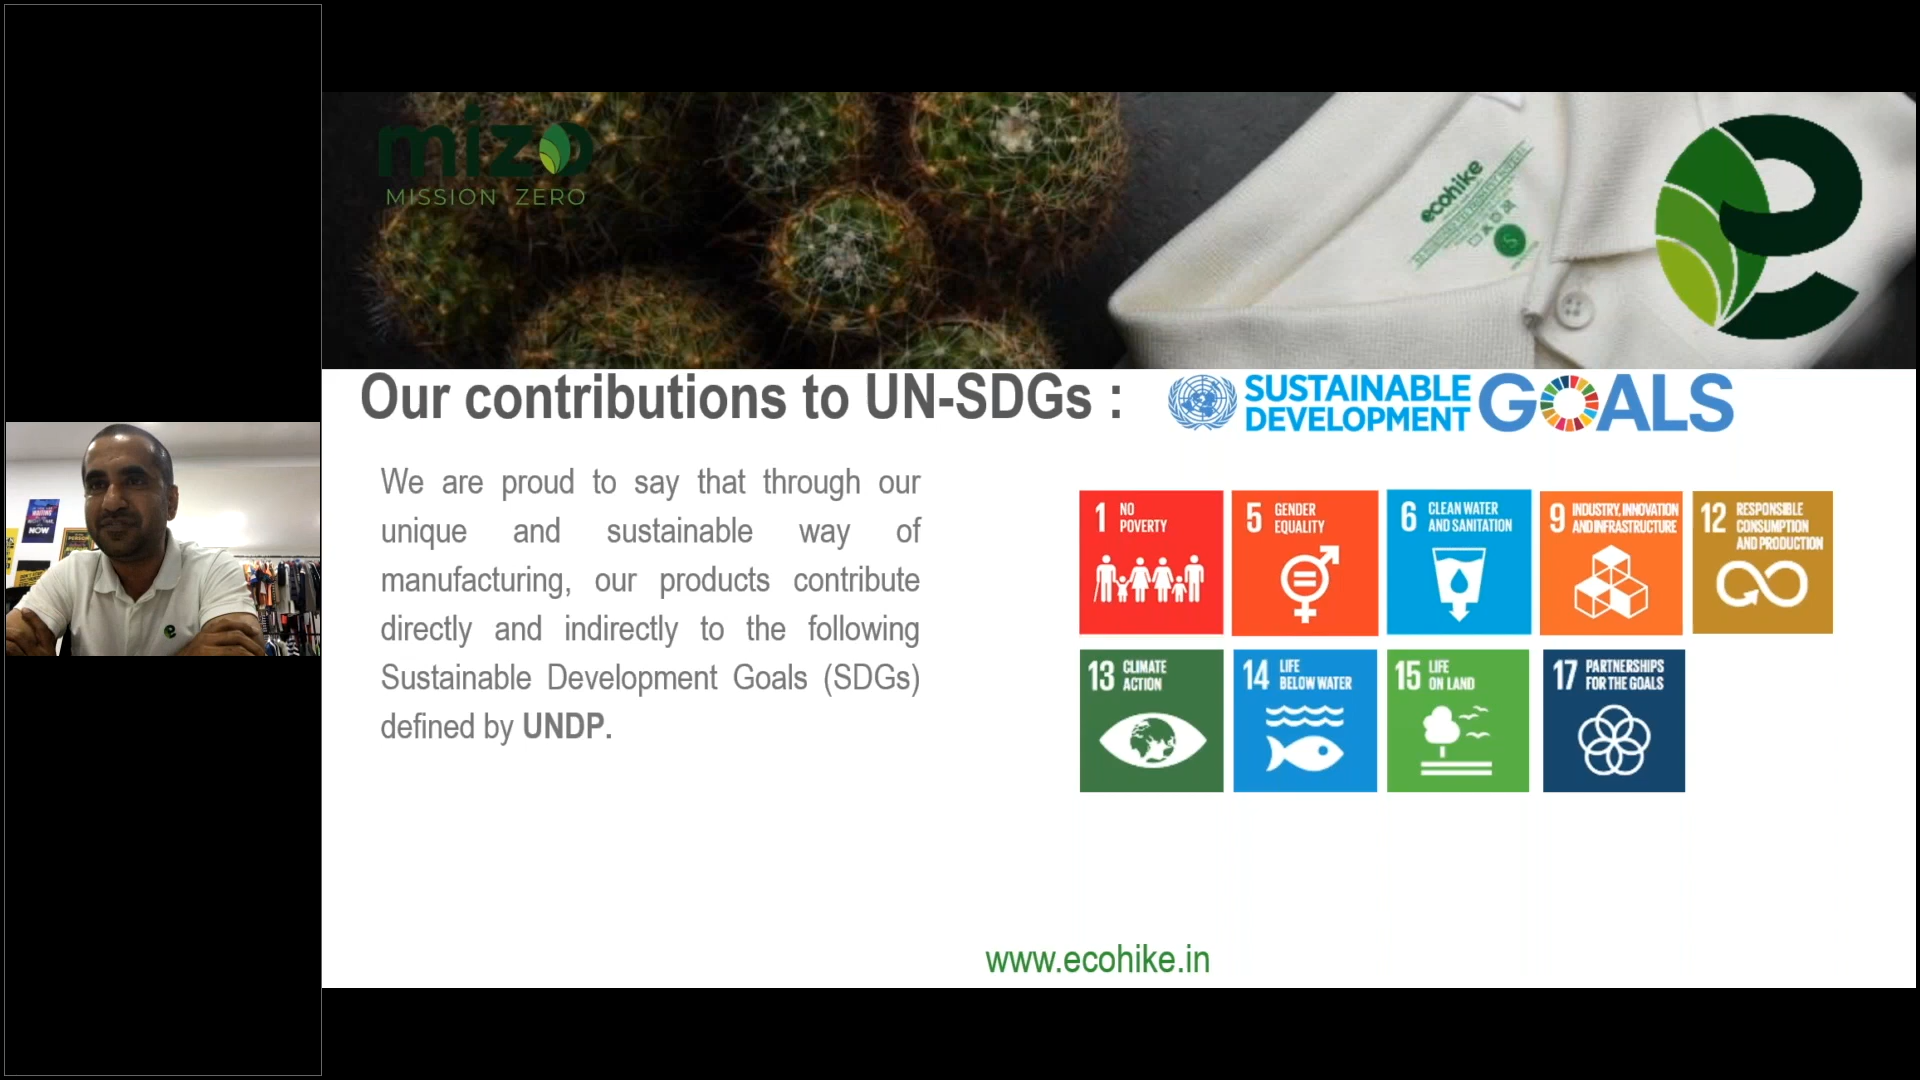 mizo
MISSION ZERO
ecohike
S
e
Our contributions to UN-SDGs :
SUSTAINABLE
DEVELOPMENT
GOALS
We are proud to say that through our
unique and sustainable way of
manufacturing, our products contribute
directly and indirectly to the following
Sustainable Development Goals (SDGs)
defined by UNDP.
1 NO
POVERTY
5 GENDER
EQUALITY
6 CLEAN WATER
AND SANITATION
9 INDUSTRY, INNOVATION
AND INFRASTRUCTURE
12 RESPONSIBLE
CONSUMPTION
AND PRODUCTION
13 CLIMATE
ACTION
14 LIFE
BELOW WATER
15 LIFE
ON LAND
17 PARTNERSHIPS
FOR THE GOALS
NOW
www.ecohike.in